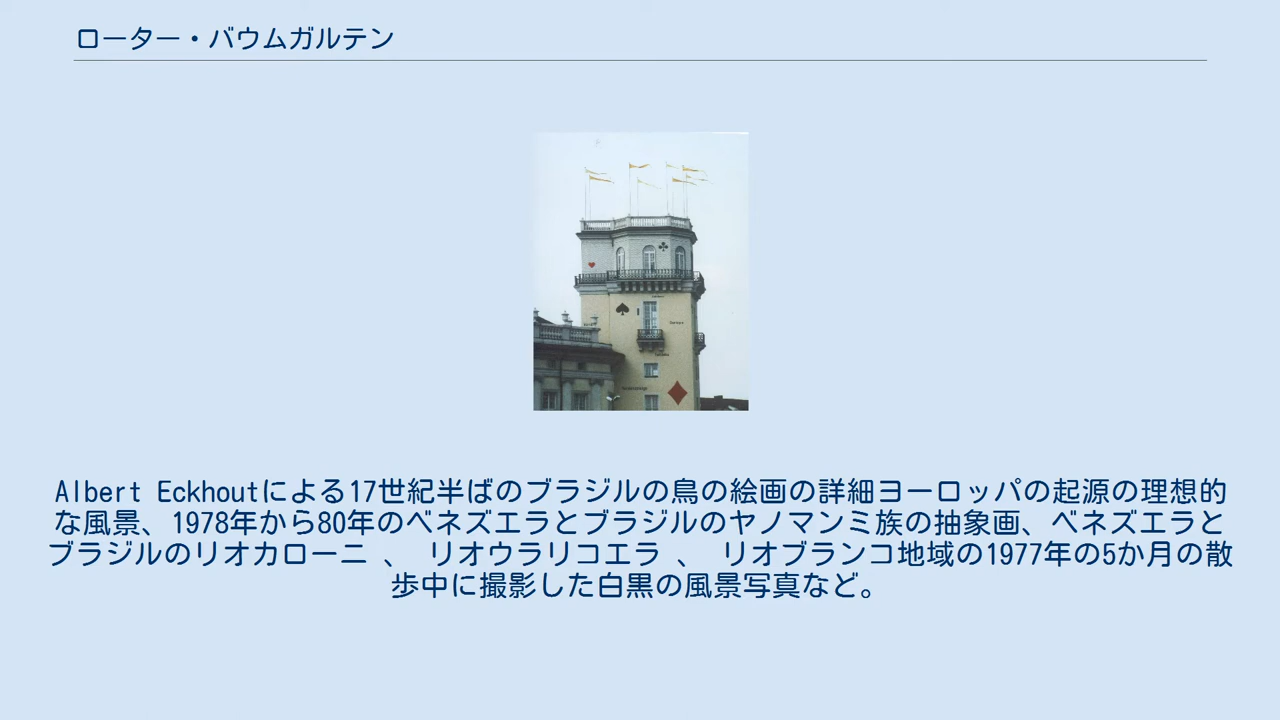 ローター・バウムガルテン
Albert Eckhoutによる17世紀半ばのブラジルの鳥の絵画の詳細ヨーロッパの起源の理想的
な風景、1978年から80年のベネズエラとブラジルのヤノマンミ族の抽象画、ベネズエラと
ブラジルのリオカローニ 、 リオウラリコエラ 、 リオブランコ地域の1977年の5か月の散
歩中に撮影した白黒の風景写真など。